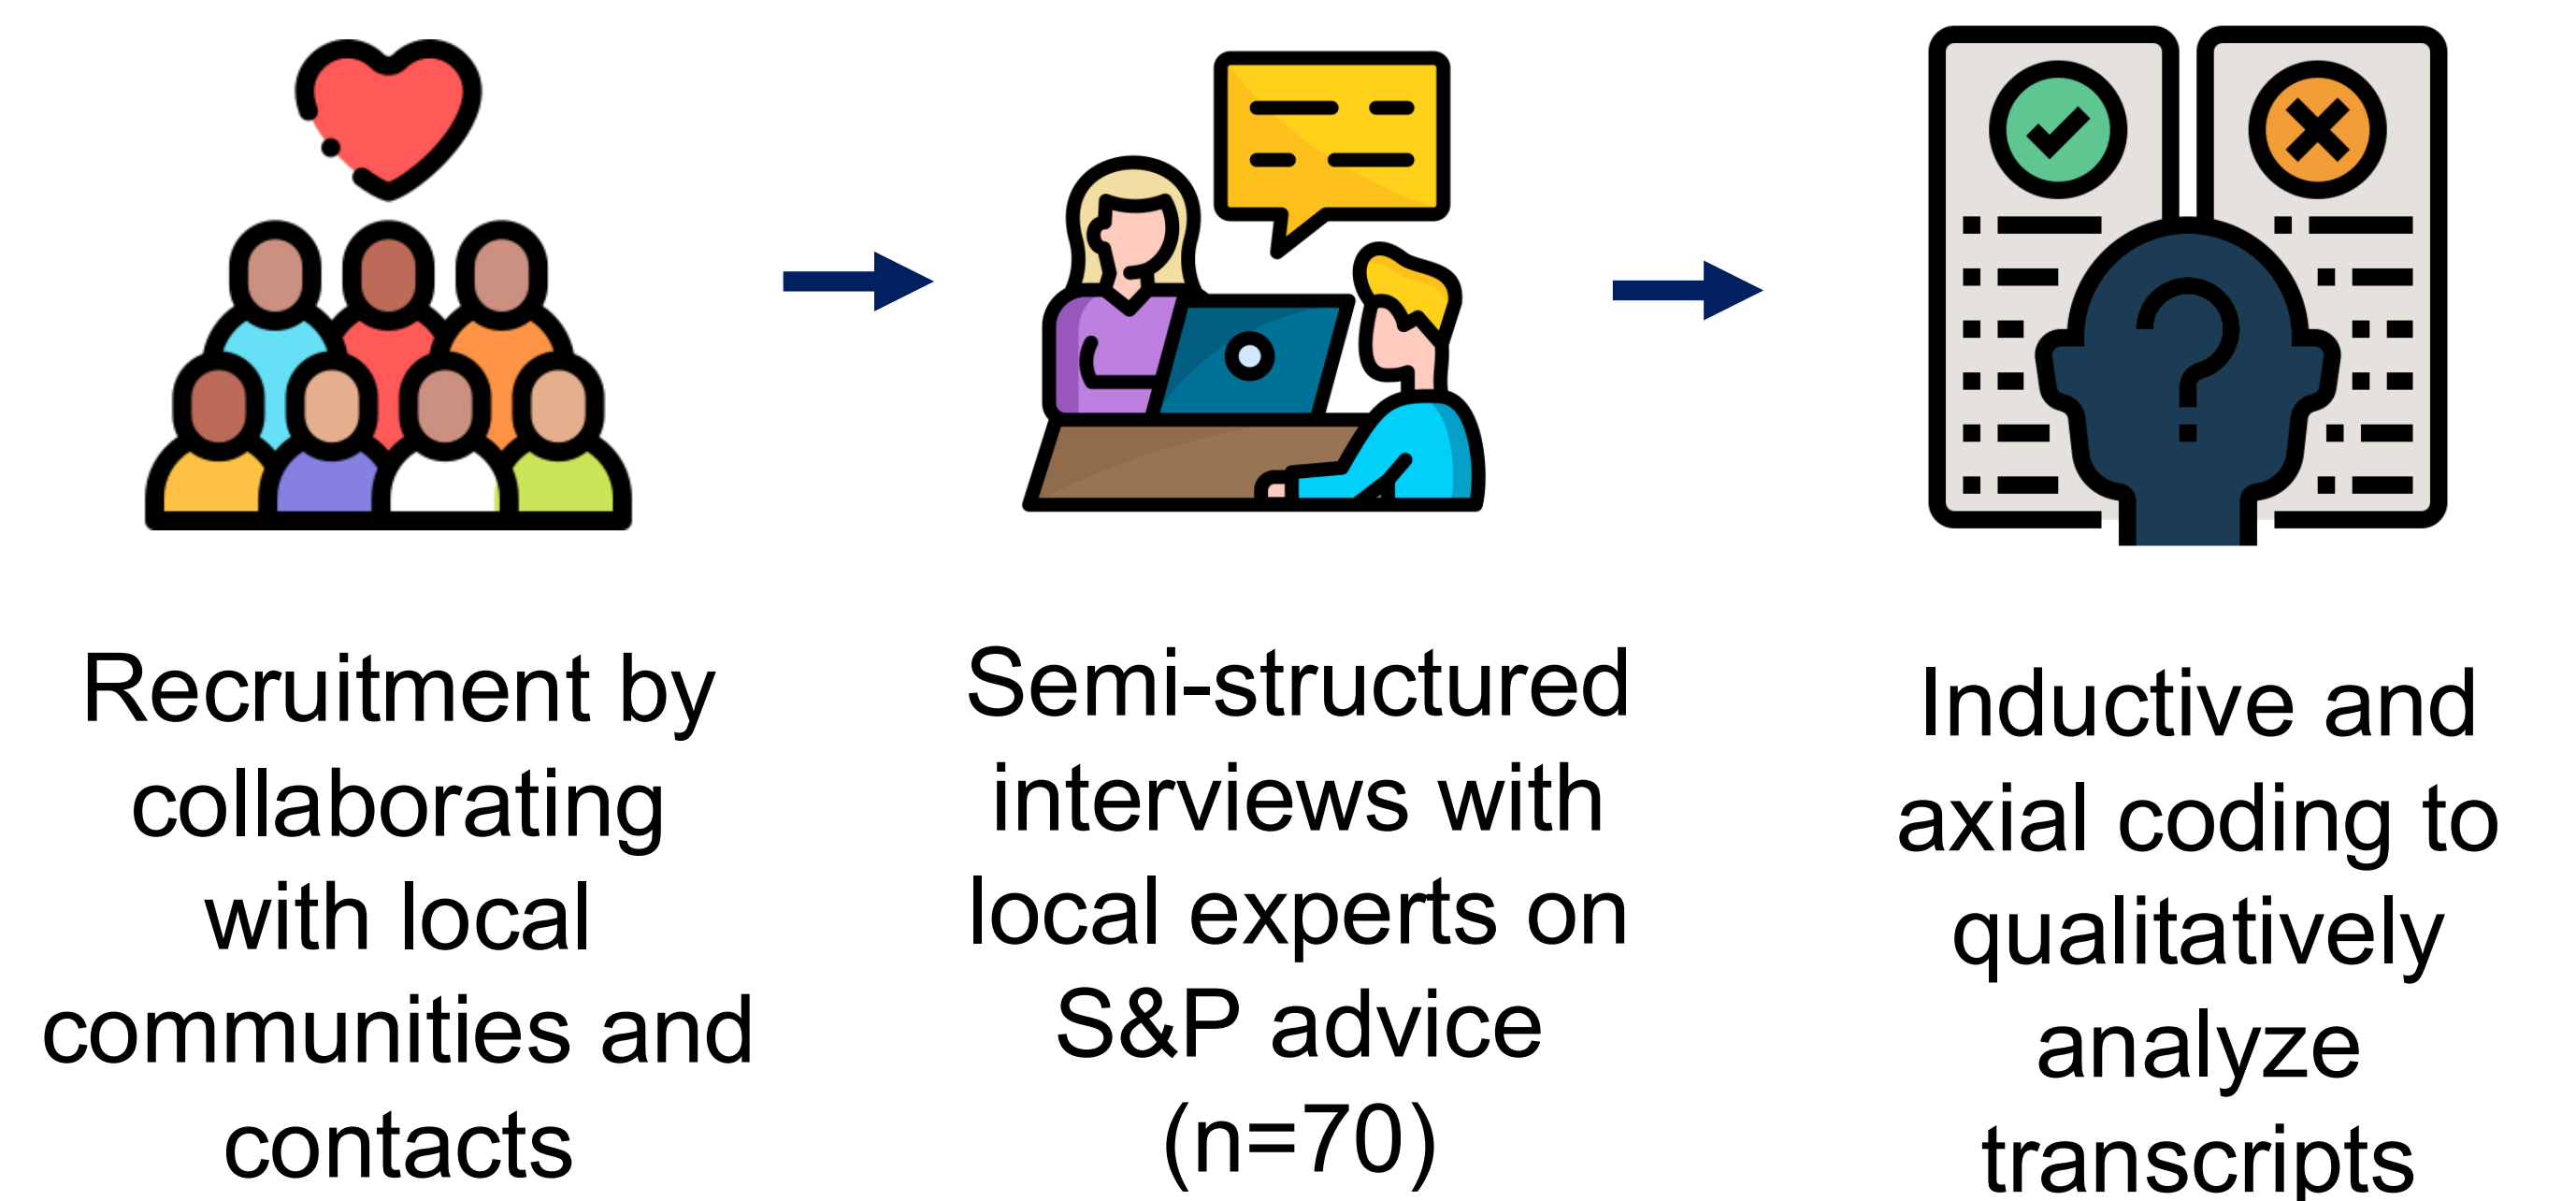 Recruitment by
collaborating
with local
communities and
contacts
Semi-structured
interviews with
local experts on
S&P advice
(n=70)
Inductive and
axial coding to
qualitatively
analyze
transcripts